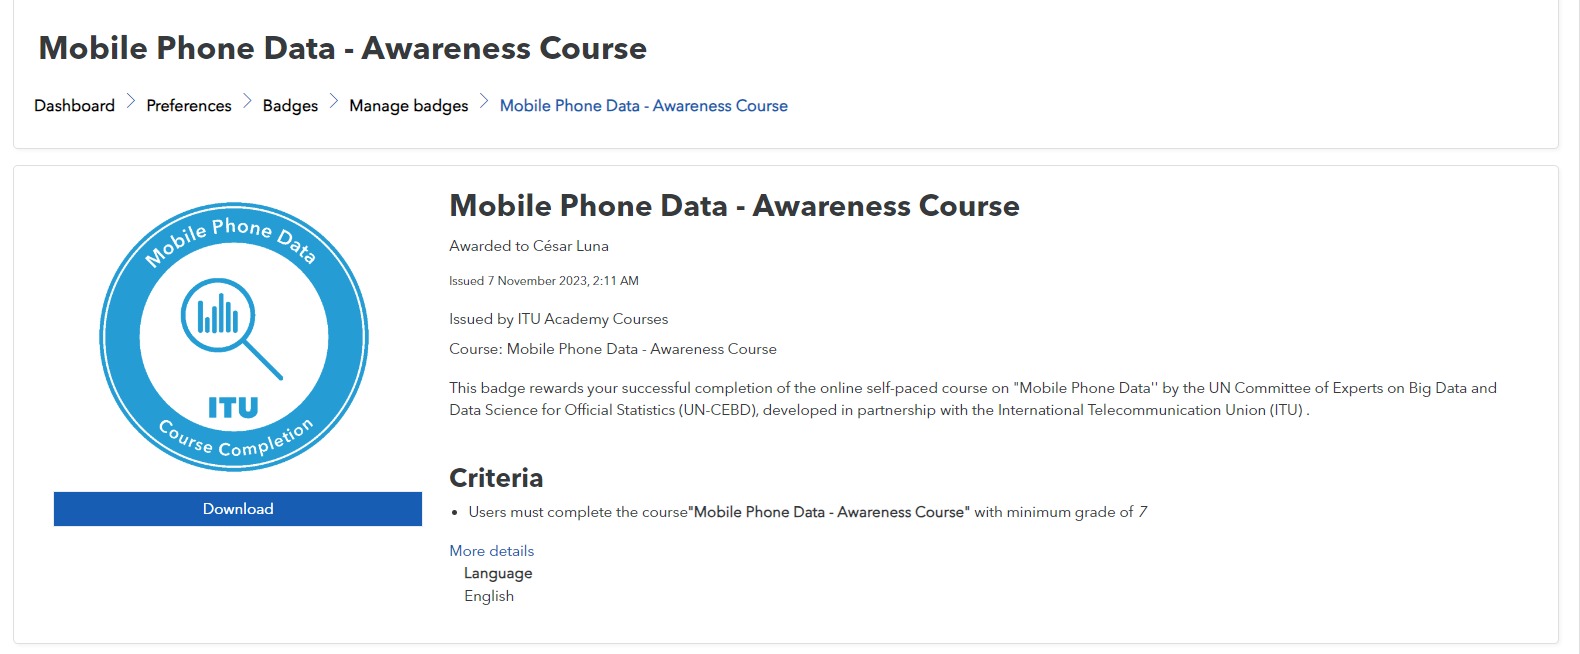 Mobile Phone Data - Awareness Course
Dashboard > Preferences > Badges > Manage badges > Mobile Phone Data - Awareness Course
Mobile Phone Data
ITU
Course Completion
Download
Mobile Phone Data - Awareness Course
Awarded to César Luna
Issued 7 November 2023, 2:11 AM
Issued by ITU Academy Courses
Course: Mobile Phone Data - Awareness Course
This badge rewards your successful completion of the online self-paced course on "Mobile Phone Data'' by the UN Committee of Experts on Big Data and
Data Science for Official Statistics (UN-CEBD), developed in partnership with the International Telecommunication Union (ITU) .
Criteria
• Users must complete the course"Mobile Phone Data - Awareness Course" with minimum grade of 7
More details
Language
English